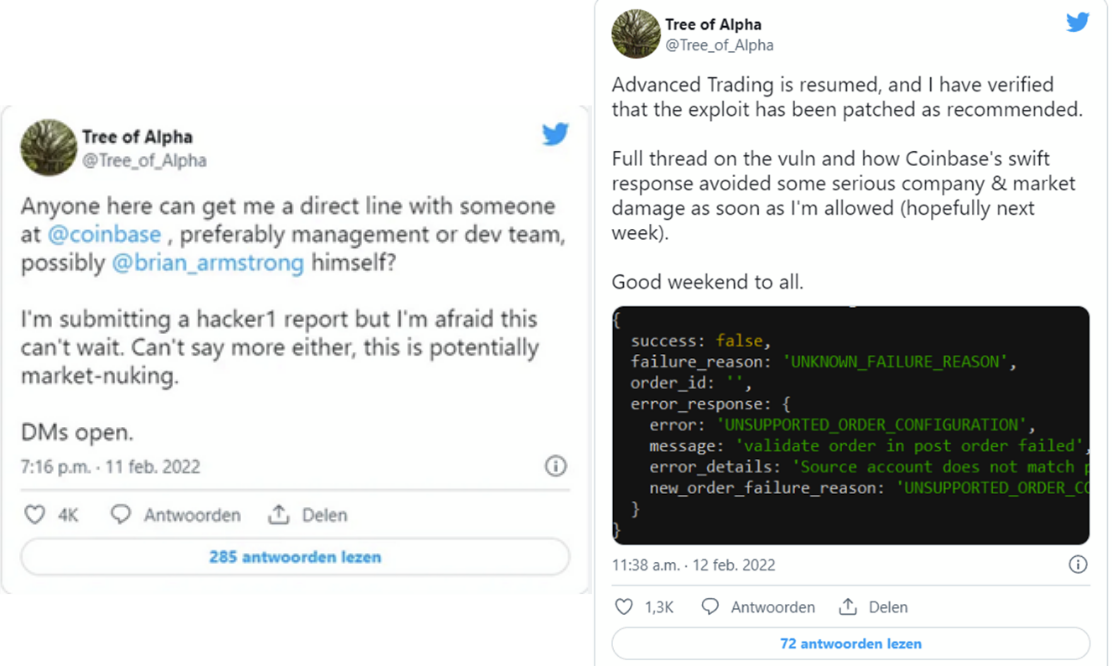 Tree of Alpha
@Tree_of_Alpha
Anyone here can get me a direct line with someone
at @coinbase , preferably management or dev team,
possibly @brian_armstrong himself?
I'm submitting a hacker1 report but I'm afraid this
can't wait. Can't say more either, this is potentially
market-nuking.
DMs open.
7:16 p.m. · 11 feb. 2022
4K Antwoorden Delen
285 antwoorden lezen
Tree of Alpha
@Tree_of_Alpha
Advanced Trading is resumed, and I have verified
that the exploit has been patched as recommended.
Full thread on the vuln and how Coinbase's swift
response avoided some serious company & market
damage as soon as I'm allowed (hopefully next
week).
Good weekend to all.
{
success: false,
failure_reason: 'UNKNOWN_FAILURE_REASON',
order_id: '',
error_response: {
error: 'UNSUPPORTED_ORDER_CONFIGURATION',
message: 'validate order in post order failed',
error_details: 'Source account does not match p
new_order_failure_reason: 'UNSUPPORTED_ORDER_CO
}
}
11:38 a.m. · 12 feb. 2022
1,3K Antwoorden Delen
72 antwoorden lezen